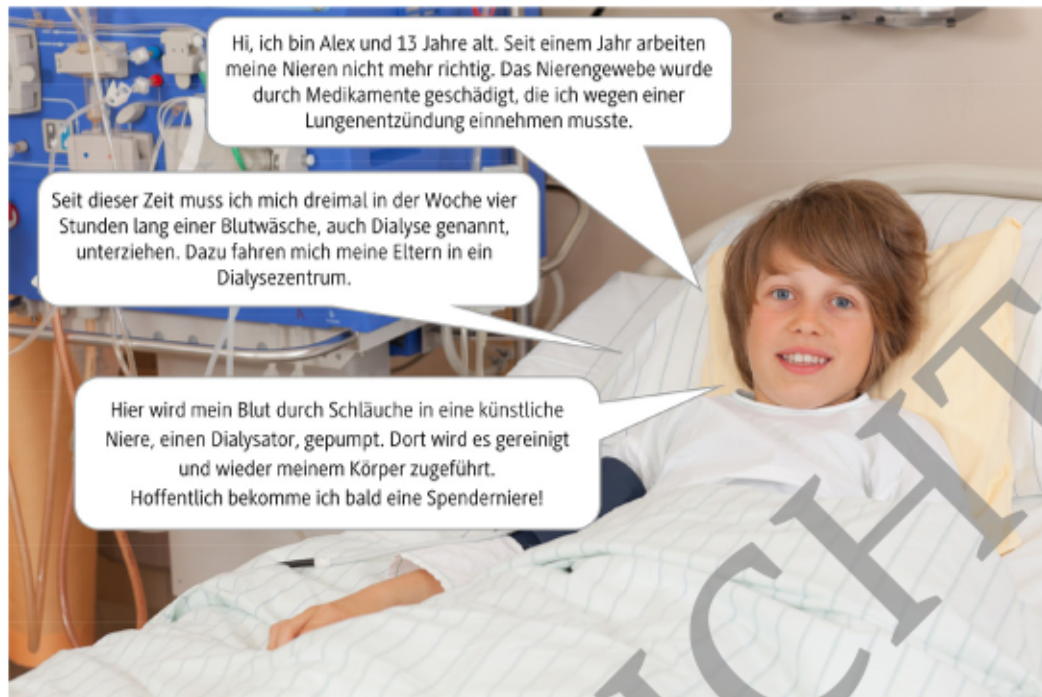 Hi, ich bin Alex und 13 Jahre alt. Seit einem Jahr arbeiten
meine Nieren nicht mehr richtig. Das Nierengewebe wurde
durch Medikamente geschädigt, die ich wegen einer
Lungenentzündung einnehmen musste.
Seit dieser Zeit muss ich mich dreimal in der Woche vier
Stunden lang einer Blutwäsche, auch Dialyse genannt,
unterziehen. Dazu fahren mich meine Eltern in ein
Dialysezentrum.
Hier wird mein Blut durch Schläuche in eine künstliche
Niere, einen Dialysator, gepumpt. Dort wird es gereinigt
und wieder meinem Körper zugeführt.
Hoffentlich bekomme ich bald eine Spenderniere!
ICHT